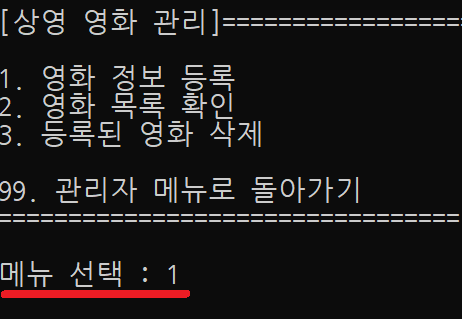 [상영 영화 관리]==================
1. 영화 정보 등록
2. 영화 목록 확인
3. 등록된 영화 삭제
99. 관리자 메뉴로 돌아가기
=================================
메뉴 선택 : 1